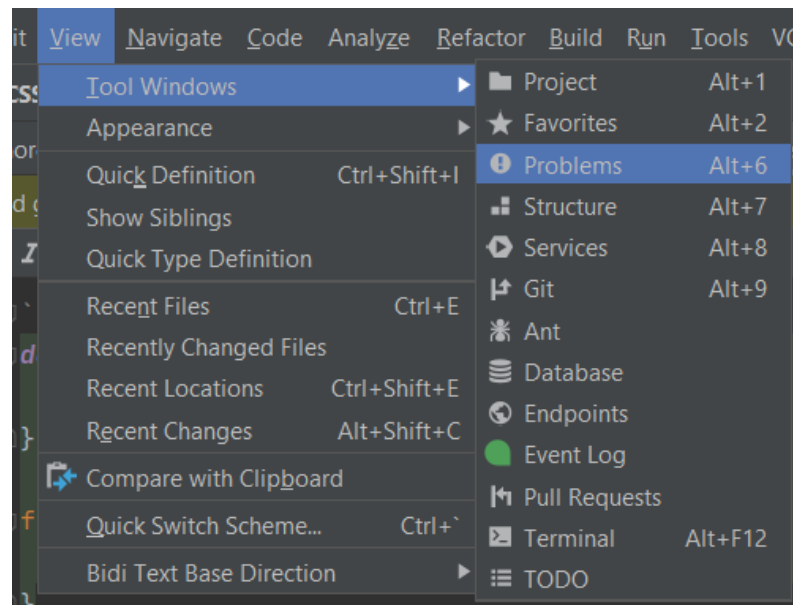 it View Navigate Code Analyze Refactor Build Run Tools VC
Tool Windows
Appearance
Quick Definition Ctrl+Shift+I
Show Siblings
Quick Type Definition
Recent Files Ctrl+E
Recently Changed Files
Recent Locations Ctrl+Shift+E
Recent Changes Alt+Shift+C
Compare with Clipboard
Quick Switch Scheme... Ctrl+`
Bidi Text Base Direction
Project Alt+1
Favorites Alt+2
Problems Alt+6
Structure Alt+7
Services Alt+8
Git Alt+9
Ant
Database
Endpoints
Event Log
Pull Requests
Terminal Alt+F12
TODO
css
or
d g
I
`
d
}
f
}